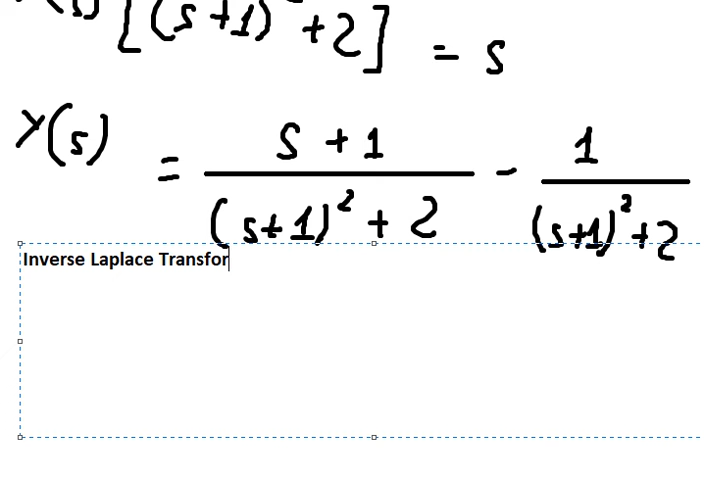 [(s+1)² +2] = s
Y(s) = s+1 / (s+1)² + 2 - 1 / (s+1)² + 2
Inverse Laplace Transfor